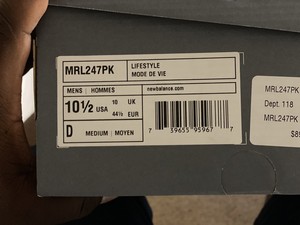 MRL247PK
LIFESTYLE
MODE DE VIE
MENS | HOMMES
10½ USA
10 UK
44½ EUR
newbalance.com
D
MEDIUM | MOYEN
7 39655 95967
MRL247PK
Dept. 118
MRL247PK